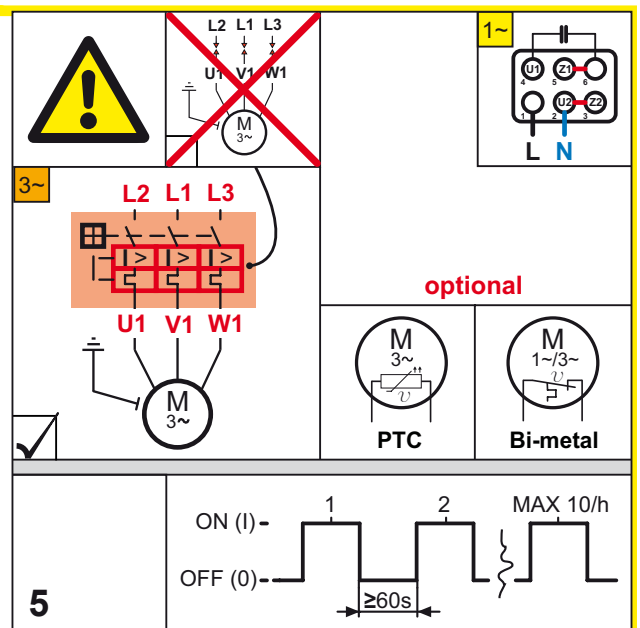 L2 L1 L3
U1 V1 W1
M
3~
1~
U1 Z1
4 5 6
U2 Z2
1 2 3
L N
3~
L2 L1 L3
I > I > I >
U1 V1 W1
M
3~
optional
M
3~
υ
PTC
M
1~/3~
υ
Bi-metal
1 2 MAX 10/h
ON (I)
OFF (0)
≥60s
5